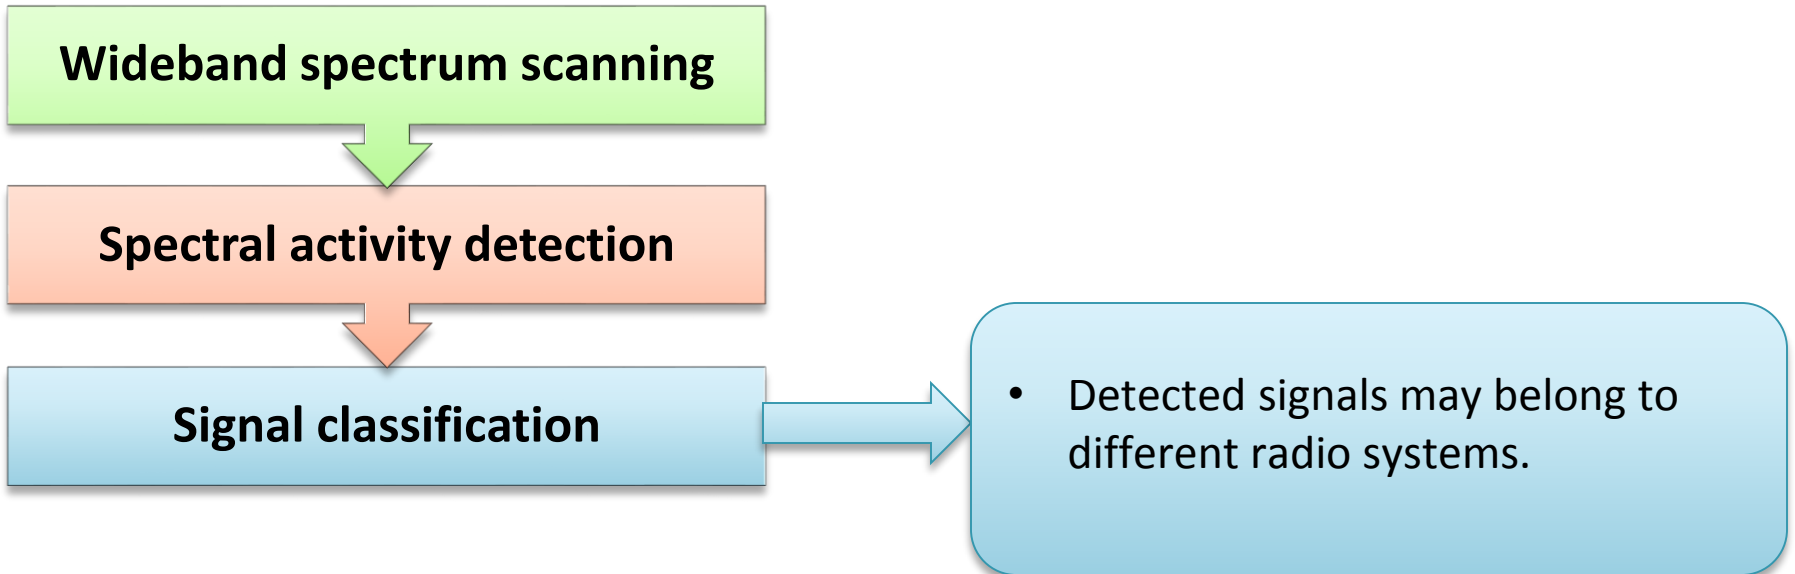 Wideband spectrum scanning
Spectral activity detection
Signal classification
• Detected signals may belong to
different radio systems.